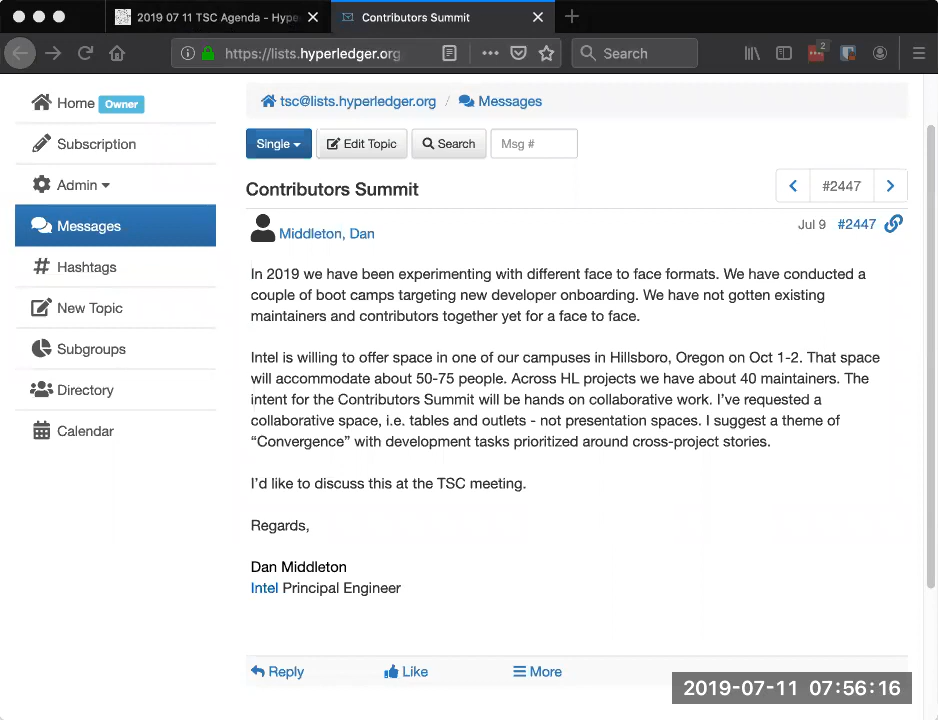 2019 07 11 TSC Agenda - Hype
Contributors Summit
https://lists.hyperledger.org
Search
2
Home Owner
Subscription
Admin
Messages
Hashtags
New Topic
Subgroups
Directory
Calendar
tsc@lists.hyperledger.org / Messages
Single Edit Topic Search Msg #
Contributors Summit
#2447
Middleton, Dan
Jul 9 #2447
In 2019 we have been experimenting with different face to face formats. We have conducted a
couple of boot camps targeting new developer onboarding. We have not gotten existing
maintainers and contributors together yet for a face to face.
Intel is willing to offer space in one of our campuses in Hillsboro, Oregon on Oct 1-2. That space
will accommodate about 50-75 people. Across HL projects we have about 40 maintainers. The
intent for the Contributors Summit will be hands on collaborative work. I’ve requested a
collaborative space, i.e. tables and outlets - not presentation spaces. I suggest a theme of
“Convergence” with development tasks prioritized around cross-project stories.
I’d like to discuss this at the TSC meeting.
Regards,
Dan Middleton
Intel Principal Engineer
Reply Like More
2019-07-11 07:56:16